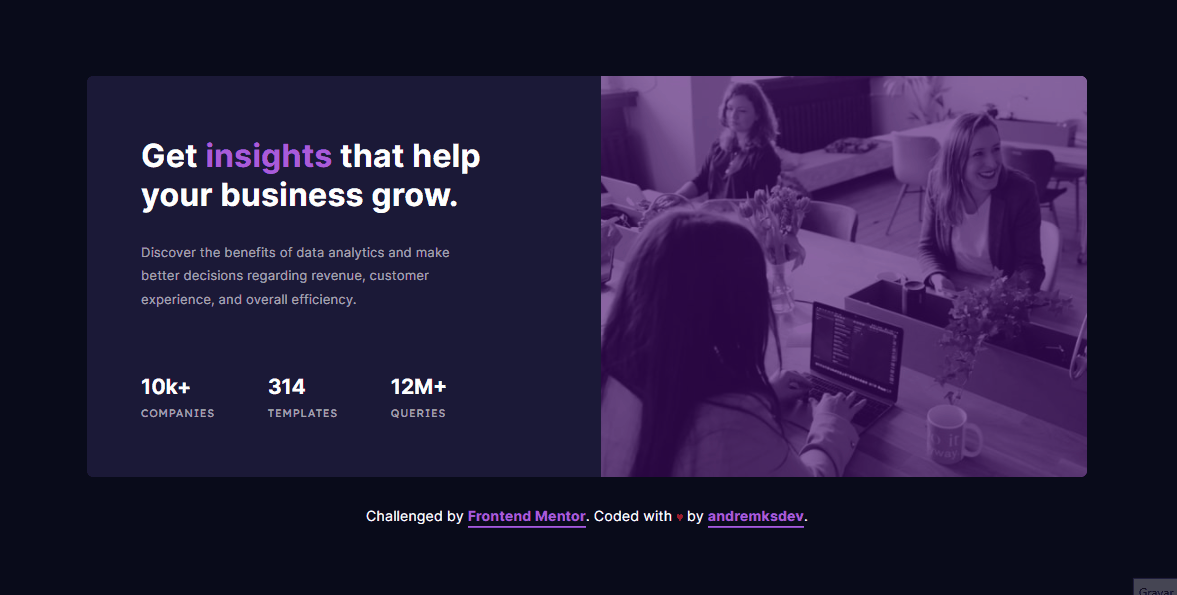 Get insights that help
your business grow.
Discover the benefits of data analytics and make
better decisions regarding revenue, customer
experience, and overall efficiency.
10k+ 314 12M+
COMPANIES TEMPLATES QUERIES
Challenged by Frontend Mentor. Coded with ♥ by andremksdev.
Gravar